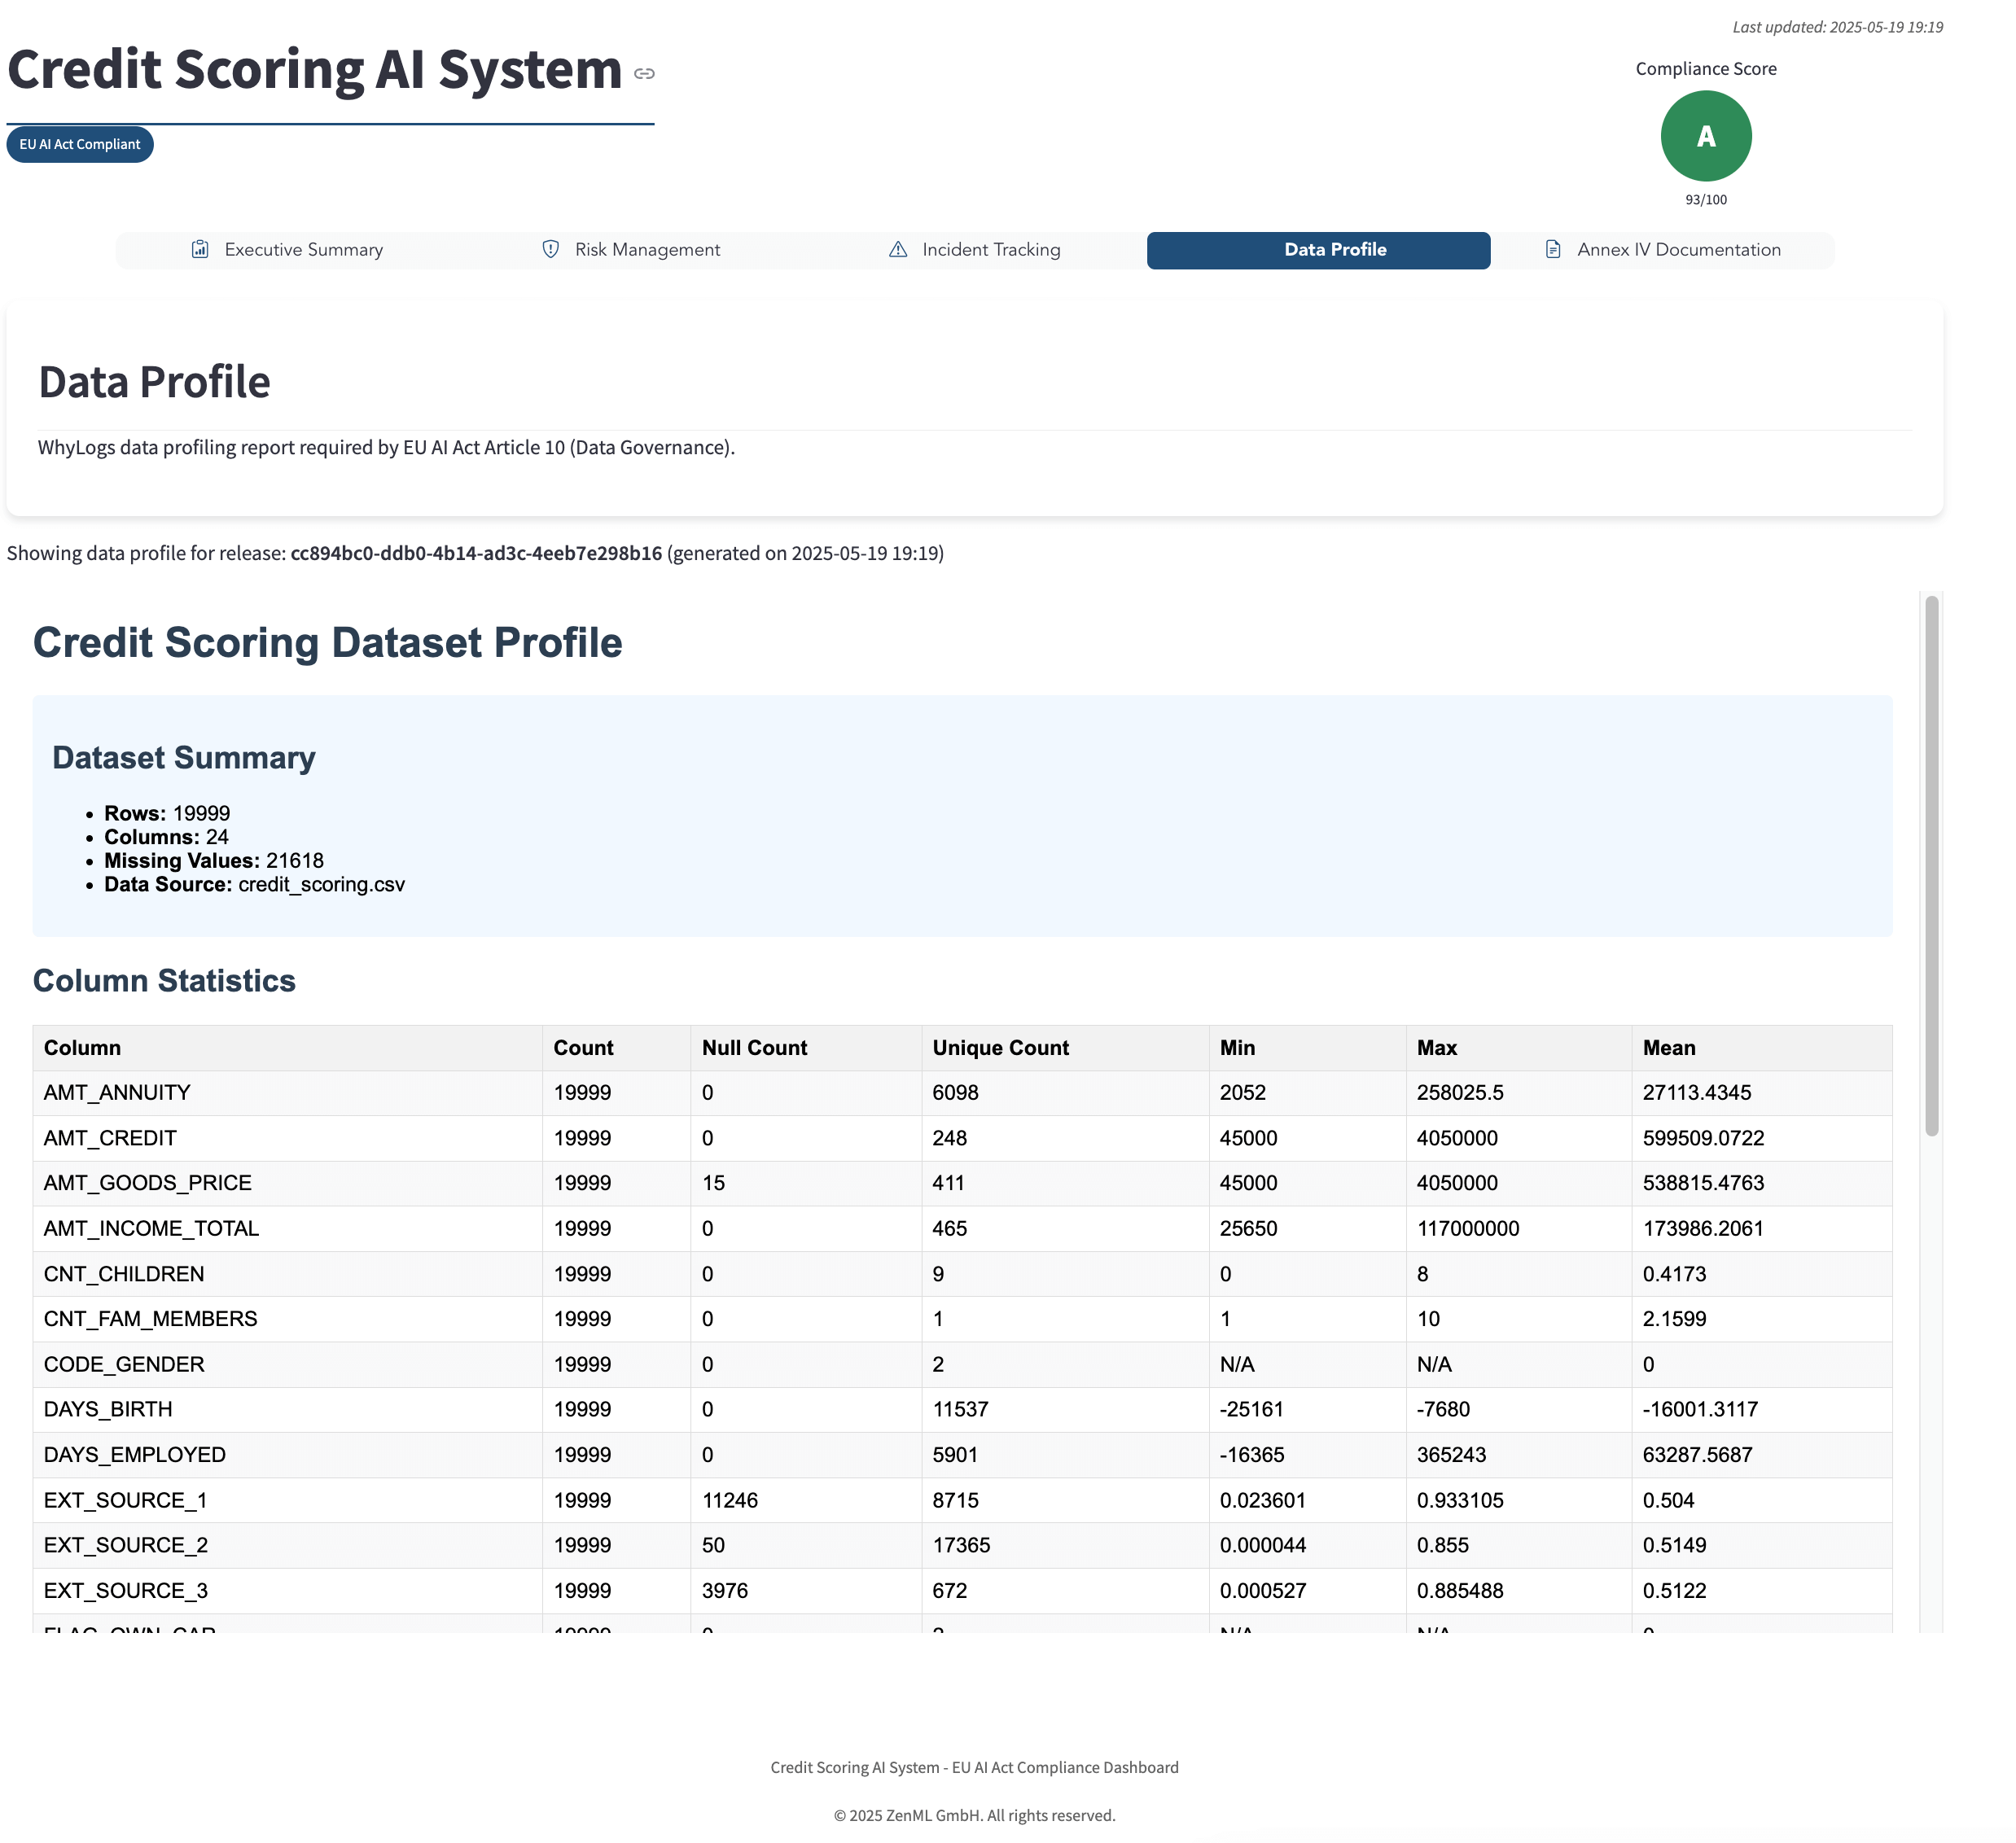 Last updated: 2025-05-19 19:19
Credit Scoring AI System
Compliance Score
EU AI Act Compliant
A
93/100
Executive Summary Risk Management Incident Tracking Data Profile Annex IV Documentation
Data Profile
WhyLogs data profiling report required by EU AI Act Article 10 (Data Governance).
Showing data profile for release: cc894bc0-ddb0-4b14-ad3c-4eeb7e298b16 (generated on 2025-05-19 19:19)
Credit Scoring Dataset Profile
Dataset Summary
• Rows: 19999
• Columns: 24
• Missing Values: 21618
• Data Source: credit_scoring.csv
Column Statistics
Column Count Null Count Unique Count Min Max Mean
AMT_ANNUITY 19999 0 6098 2052 258025.5 27113.4345
AMT_CREDIT 19999 0 248 45000 4050000 599509.0722
AMT_GOODS_PRICE 19999 15 411 45000 4050000 538815.4763
AMT_INCOME_TOTAL 19999 0 465 25650 117000000 173986.2061
CNT_CHILDREN 19999 0 9 0 8 0.4173
CNT_FAM_MEMBERS 19999 0 1 1 10 2.1599
CODE_GENDER 19999 0 2 N/A N/A 0
DAYS_BIRTH 19999 0 11537 -25161 -7680 -16001.3117
DAYS_EMPLOYED 19999 0 5901 -16365 365243 63287.5687
EXT_SOURCE_1 19999 11246 8715 0.023601 0.933105 0.504
EXT_SOURCE_2 19999 50 17365 0.000044 0.855 0.5149
EXT_SOURCE_3 19999 3976 672 0.000527 0.885488 0.5122
FLAG_OWN_CAR 19999 0 2 N/A N/A 0
Credit Scoring AI System - EU AI Act Compliance Dashboard
© 2025 ZenML GmbH. All rights reserved.